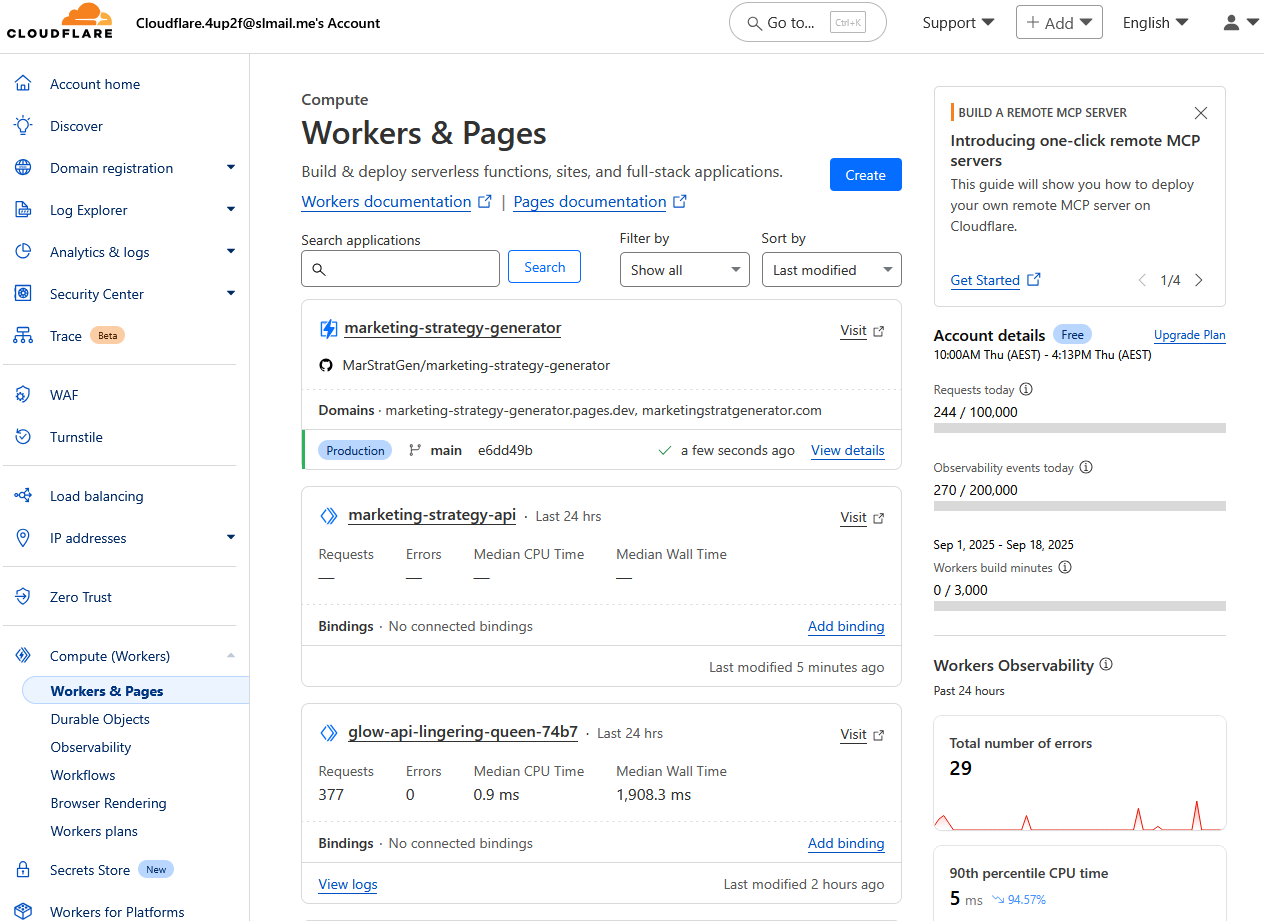 CLOUDFLARE
Cloudflare.4up2f@slmail.me's Account
Go to... Ctrl+K
Support
+ Add
English
Account home
Discover
Domain registration
Log Explorer
Analytics & logs
Security Center
Trace Beta
WAF
Turnstile
Load balancing
IP addresses
Zero Trust
Compute (Workers)
Workers & Pages
Durable Objects
Observability
Workflows
Browser Rendering
Workers plans
Secrets Store New
Workers for Platforms
Compute
Workers & Pages
Build & deploy serverless functions, sites, and full-stack applications.
Workers documentation | Pages documentation
Create
Search applications
Search
Filter by
Show all
Sort by
Last modified
marketing-strategy-generator
Visit
MarStratGen/marketing-strategy-generator
Domains · marketing-strategy-generator.pages.dev, marketingstratgenerator.com
Production main e6dd49b a few seconds ago View details
marketing-strategy-api · Last 24 hrs
Visit
Requests Errors Median CPU Time Median Wall Time
— — — —
Bindings · No connected bindings Add binding
Last modified 5 minutes ago
glow-api-lingering-queen-74b7 · Last 24 hrs
Visit
Requests Errors Median CPU Time Median Wall Time
377 0 0.9 ms 1,908.3 ms
Bindings · No connected bindings Add binding
View logs Last modified 2 hours ago
BUILD A REMOTE MCP SERVER
Introducing one-click remote MCP
servers
This guide will show you how to deploy
your own remote MCP server on
Cloudflare.
Get Started 1/4
Account details Free Upgrade Plan
10:00AM Thu (AEST) - 4:13PM Thu (AEST)
Requests today
244 / 100,000
Observability events today
270 / 200,000
Sep 1, 2025 - Sep 18, 2025
Workers build minutes
0 / 3,000
Workers Observability
Past 24 hours
Total number of errors
29
90th percentile CPU time
5 ms 94.57%